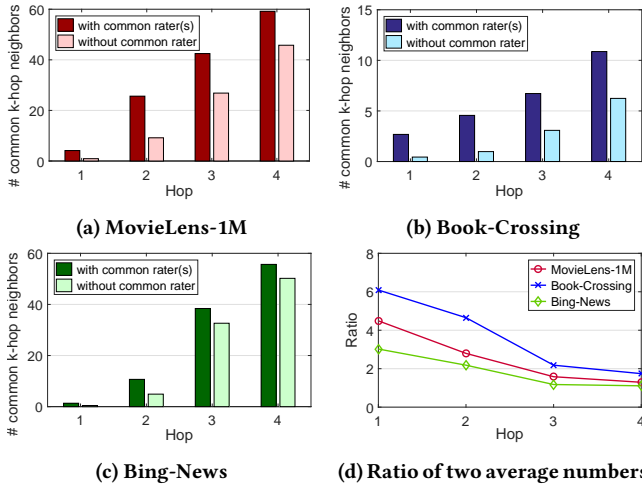 # common k-hop neighbors
60
40
20
0
with common rater(s)
without common rater
1 2 3 4
Hop
(a) MovieLens-1M
# common k-hop neighbors
15
10
5
0
with common rater(s)
without common rater
1 2 3 4
Hop
(b) Book-Crossing
# common k-hop neighbors
60
40
20
0
with common rater(s)
without common rater
1 2 3 4
Hop
(c) Bing-News
Ratio
8
6
4
2
0
MovieLens-1M
Book-Crossing
Bing-News
1 2 3 4
Hop
(d) Ratio of two average numbers